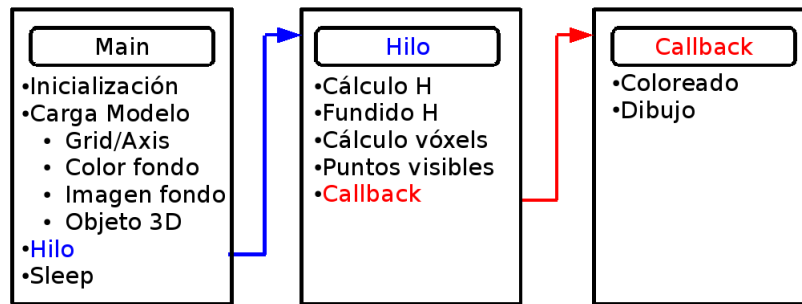 Main
•Inicialización
•Carga Modelo
• Grid/Axis
• Color fondo
• Imagen fondo
• Objeto 3D
•Hilo
•Sleep
Hilo
•Cálculo H
•Fundido H
•Cálculo vóxels
•Puntos visibles
•Callback
Callback
•Coloreado
•Dibujo